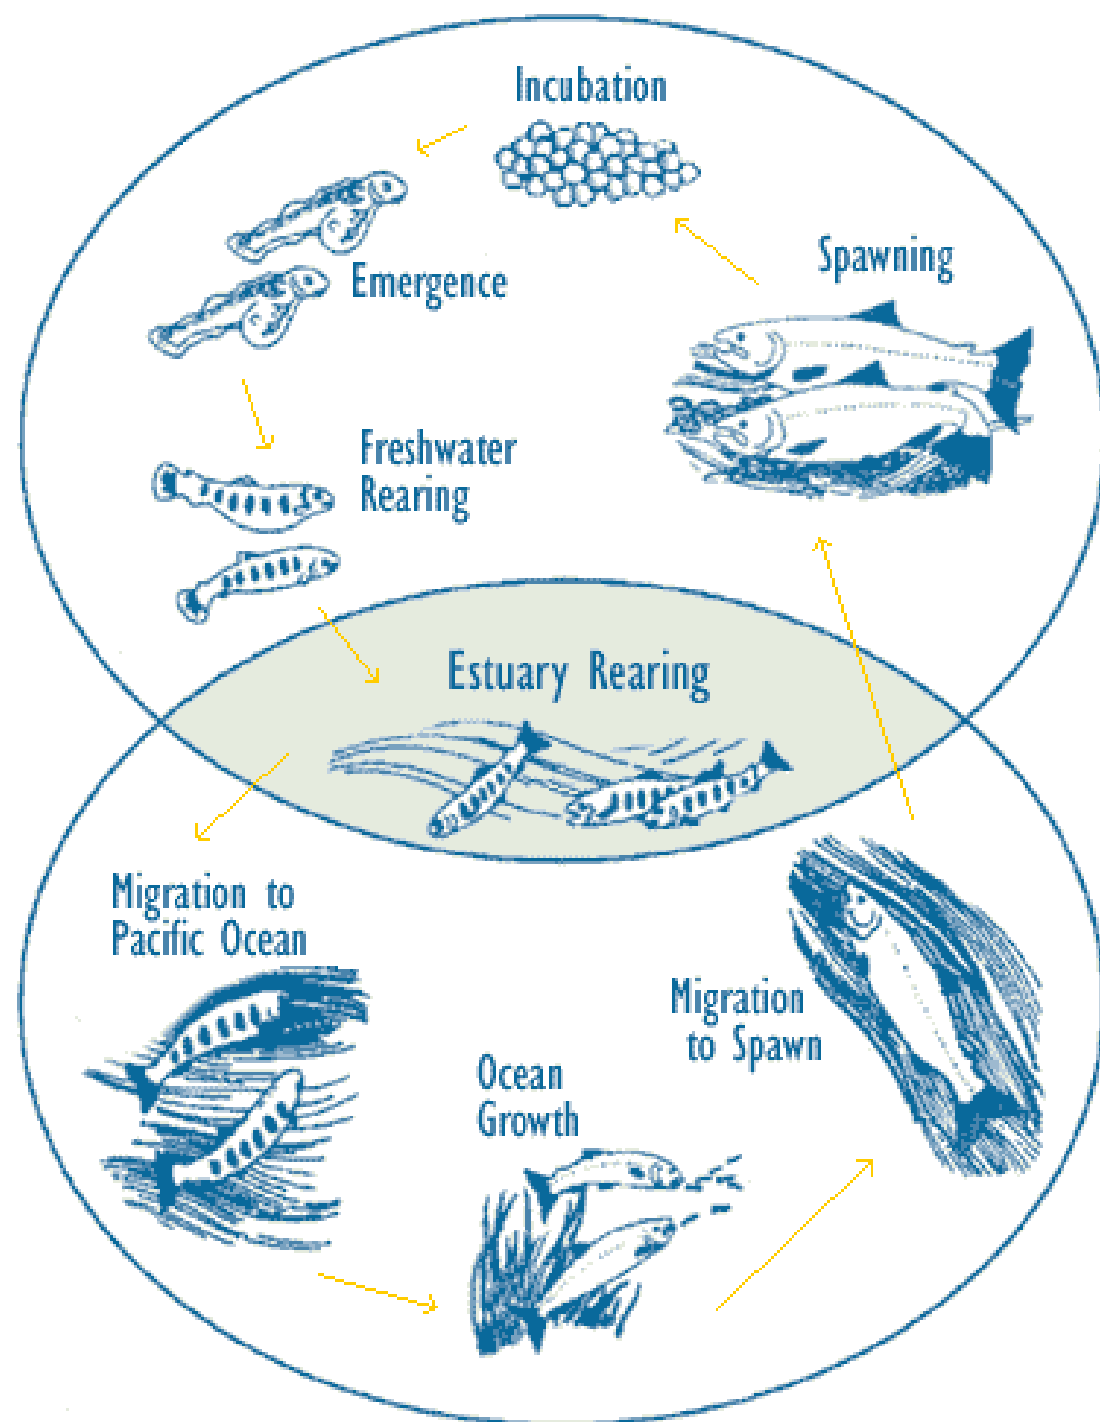 Incubation
Spawning
Emergence
Freshwater
Rearing
Estuary Rearing
Migration to
Pacific Ocean
Migration
to Spawn
Ocean
Growth